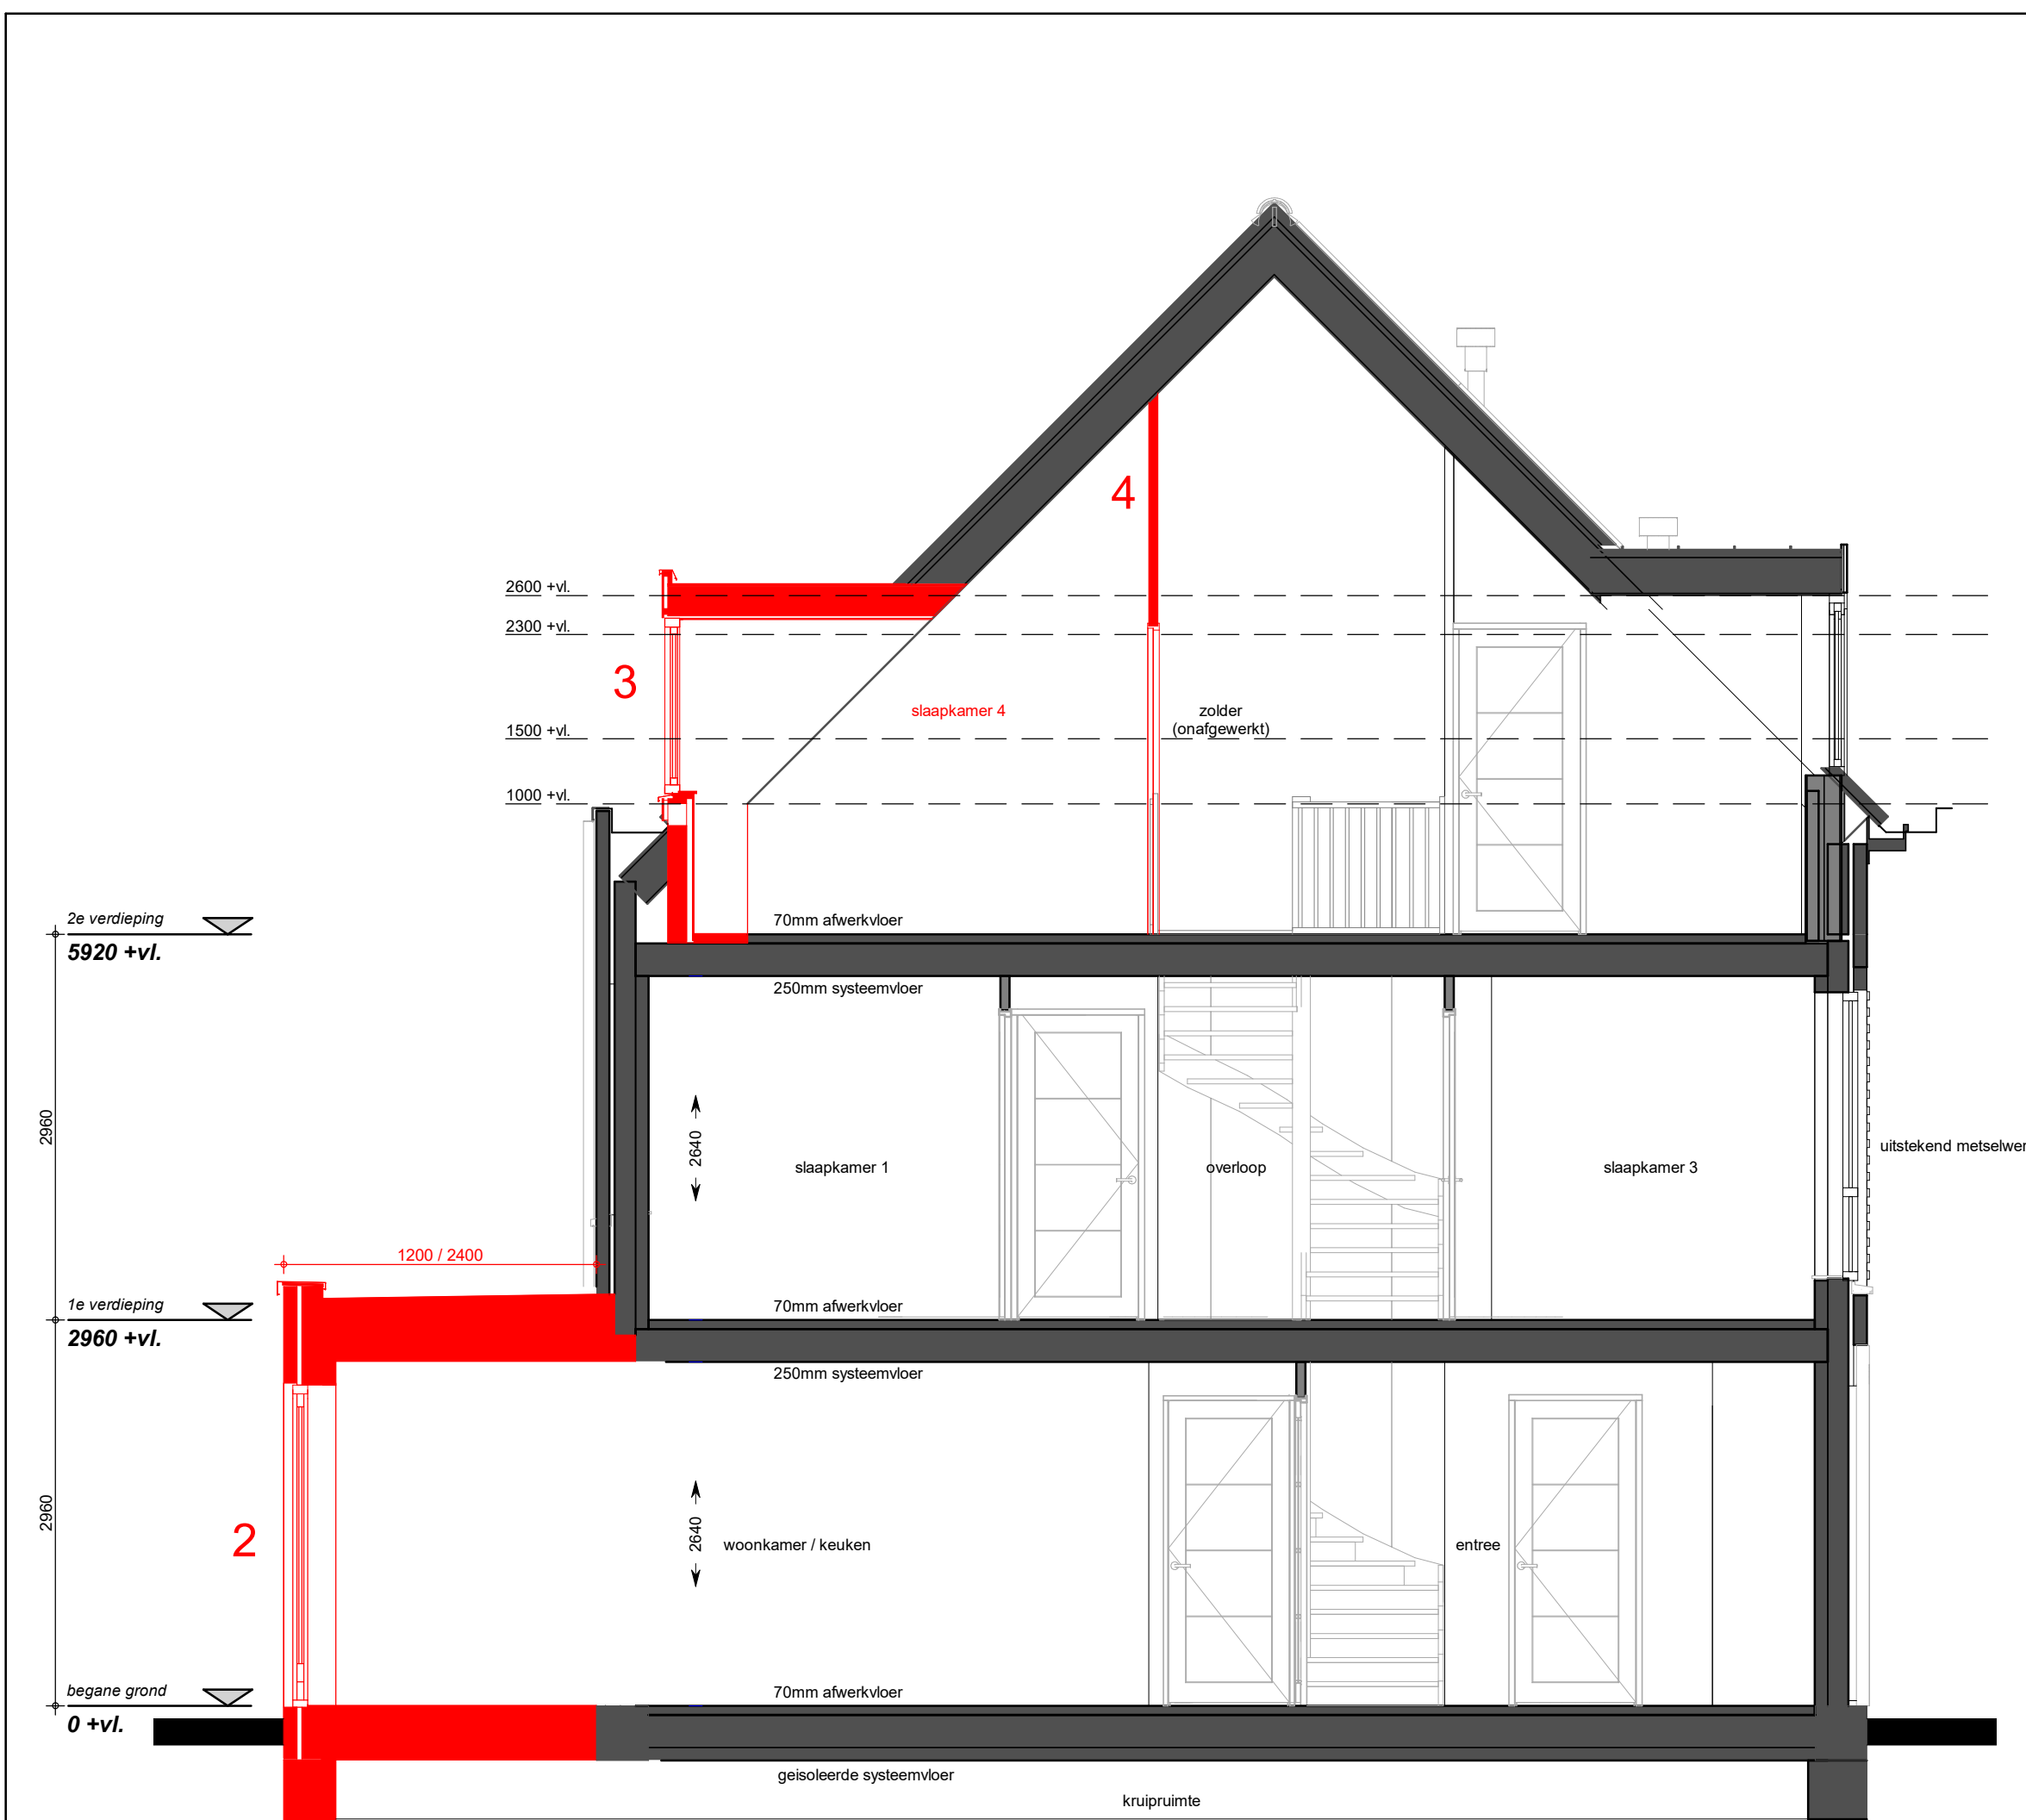 4
2600 +vl.
2300 +vl.
3
slaapkamer 4
zolder
(onafgewerkt)
1500 +vl.
1000 +vl.
2e verdieping
5920 +vl.
70mm afwerkvloer
250mm systeemvloer
2960
2640
slaapkamer 1
overloop
slaapkamer 3
uitstekend metselwer
1200 / 2400
1e verdieping
2960 +vl.
70mm afwerkvloer
250mm systeemvloer
2960
2
2640
woonkamer / keuken
entree
begane grond
0 +vl.
70mm afwerkvloer
geisoleerde systeemvloer
kruipruimte